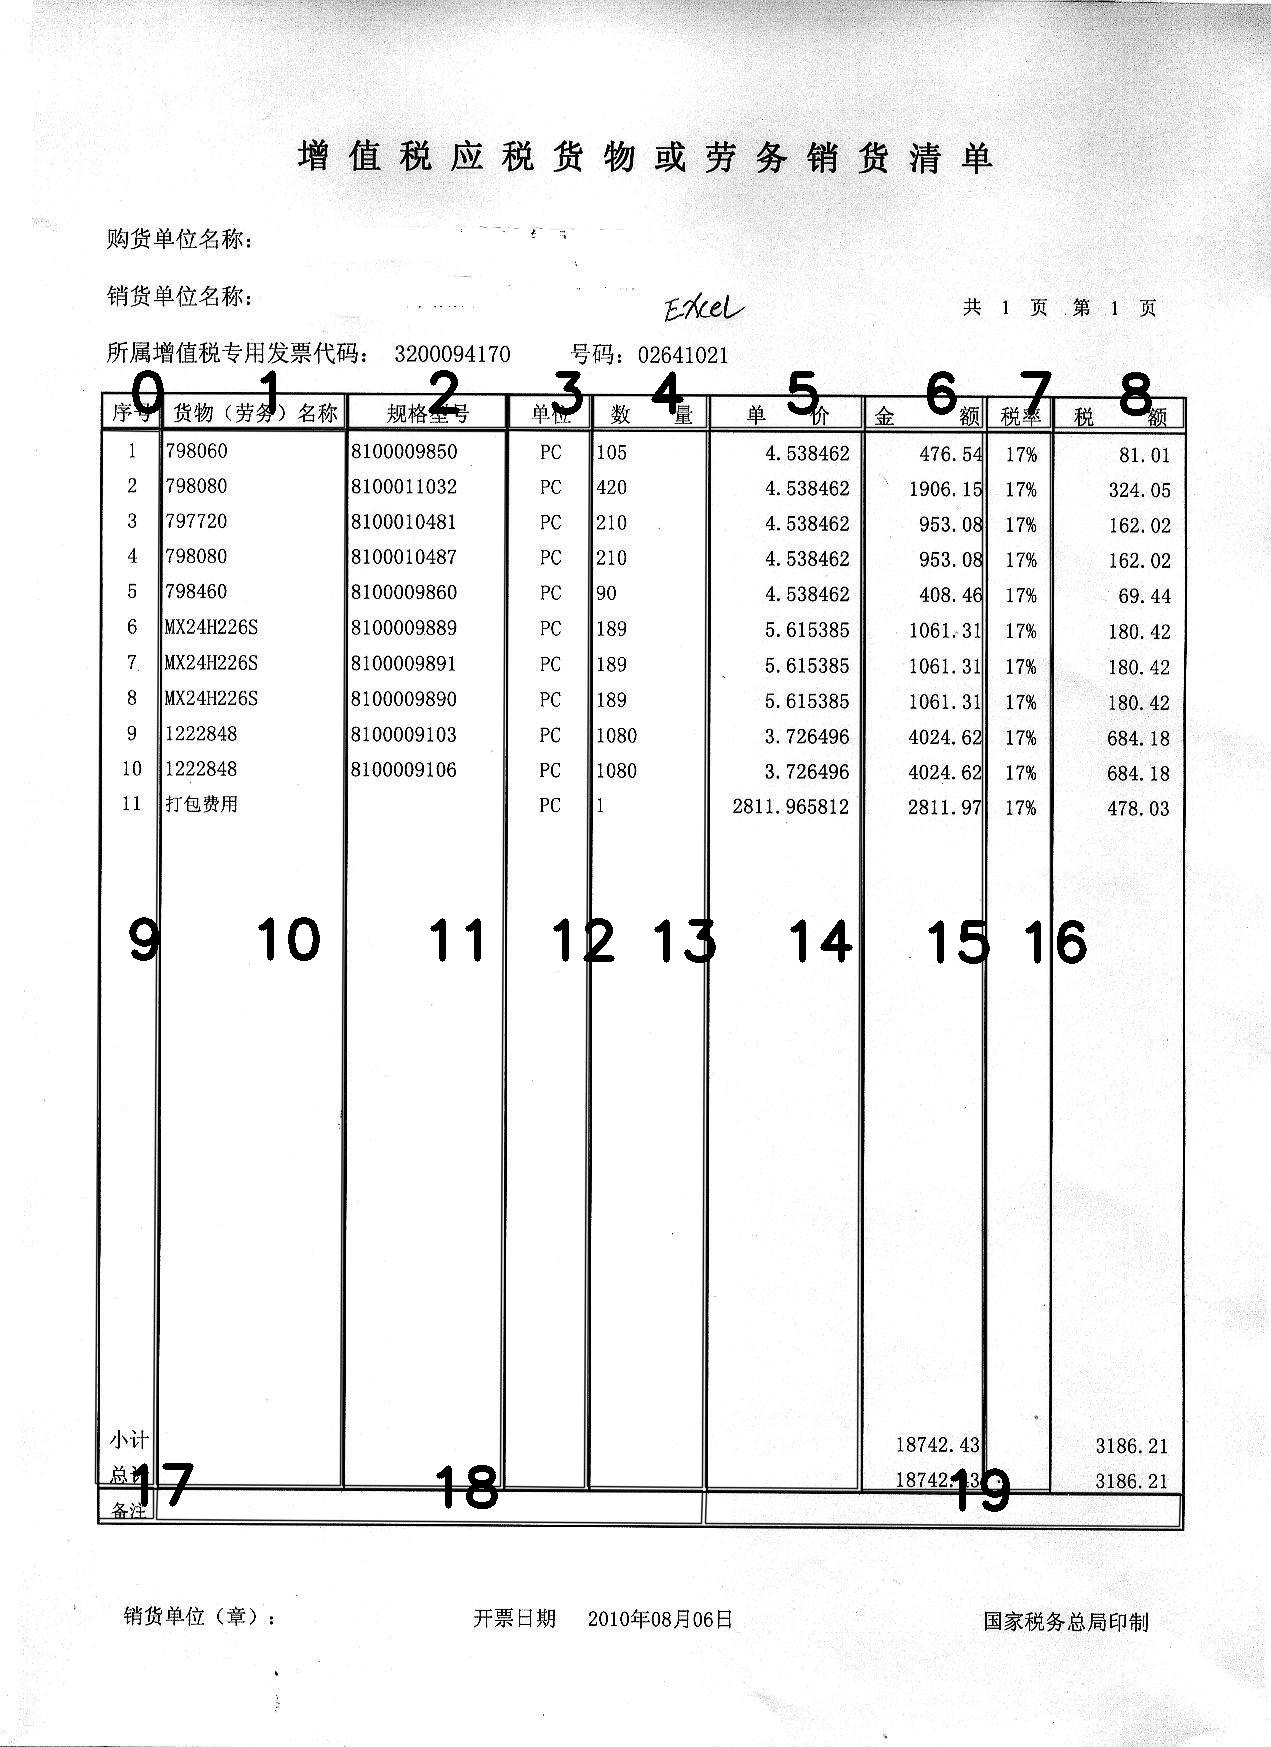 增值税应税货物或劳务销货清单
购货单位名称：
销货单位名称：
EXCEL
共 1 页 第 1 页
所属增值税专用发票代码： 3200094170 号码：02641021
0 1 2 3 4 5 6 7 8
序号 货物（劳务）名称 规格型号 单位 数 量 单 价 金 额 税率 税 额
1 798060 8100009850 PC 105 4.538462 476.54 17% 81.01
2 798080 8100011032 PC 420 4.538462 1906.15 17% 324.05
3 797720 8100010481 PC 210 4.538462 953.08 17% 162.02
4 798080 8100010487 PC 210 4.538462 953.08 17% 162.02
5 798460 8100009860 PC 90 4.538462 408.46 17% 69.44
6 MX24H226S 8100009889 PC 189 5.615385 1061.31 17% 180.42
7 MX24H226S 8100009891 PC 189 5.615385 1061.31 17% 180.42
8 MX24H226S 8100009890 PC 189 5.615385 1061.31 17% 180.42
9 1222848 8100009103 PC 1080 3.726496 4024.62 17% 684.18
10 1222848 8100009106 PC 1080 3.726496 4024.62 17% 684.18
11 打包费用 PC 1 2811.965812 2811.97 17% 478.03
9 10 11 12 13 14 15 16
小计 18742.43 3186.21
总计 18742.43 3186.21
17 18 19
备注
销货单位（章）： 开票日期 2010年08月06日 国家税务总局印制